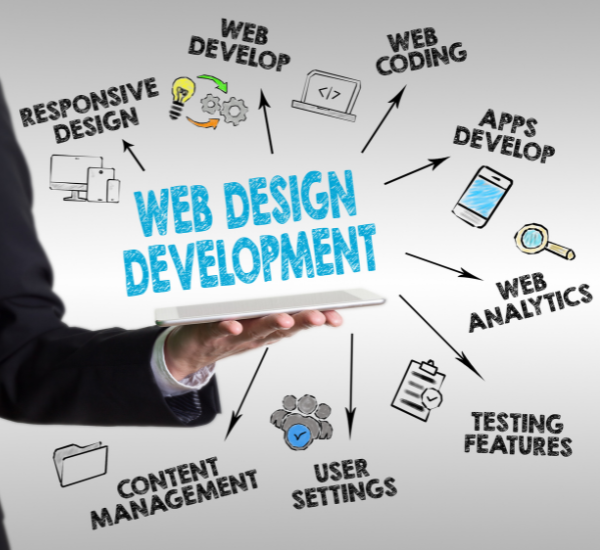 WEB
DEVELOP
WEB
CODING
RESPONSIVE
DESIGN
</>
APPS
DEVELOP
WEB DESIGN
DEVELOPMENT
WEB
ANALYTICS
TESTING
FEATURES
CONTENT
MANAGEMENT
USER
SETTINGS